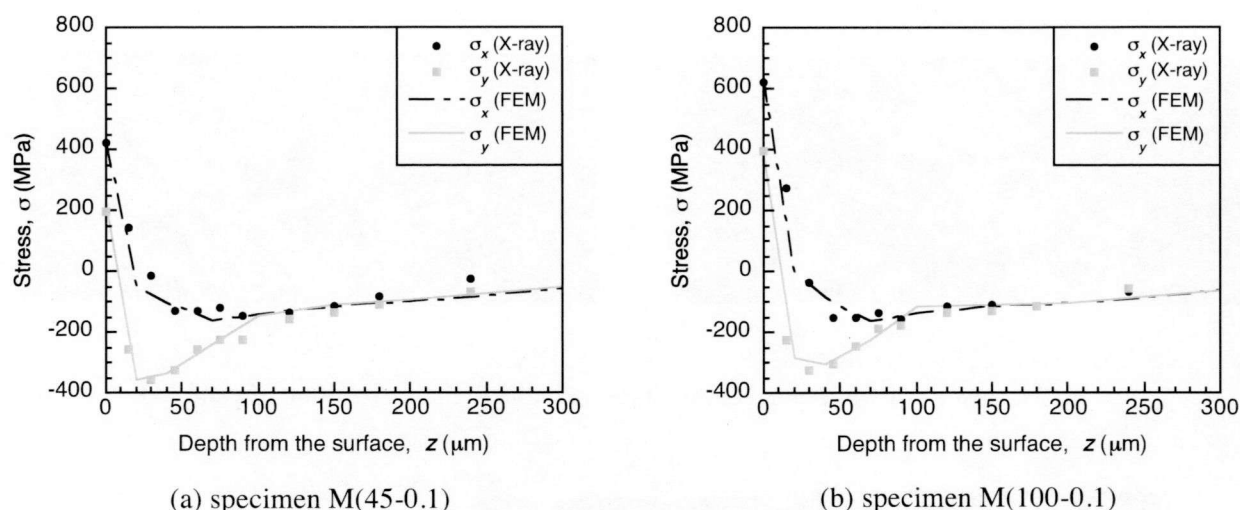 800
600
400
200
0
-200
-400
Stress, σ (MPa)
0 50 100 150 200 250 300
Depth from the surface, z (μm)
σx (X-ray)
σy (X-ray)
σx (FEM)
σy (FEM)
(a) specimen M(45-0.1)
800
600
400
200
0
-200
-400
Stress, σ (MPa)
0 50 100 150 200 250 300
Depth from the surface, z (μm)
σx (X-ray)
σy (X-ray)
σx (FEM)
σy (FEM)
(b) specimen M(100-0.1)